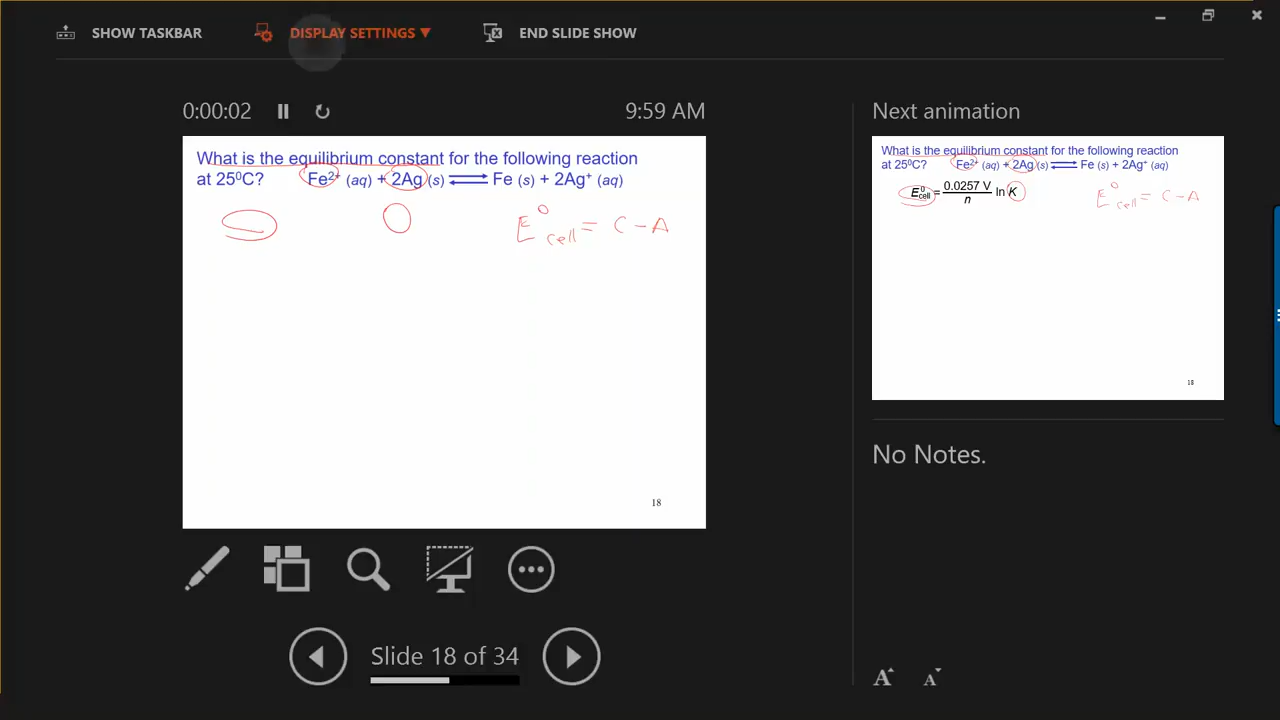 SHOW TASKBAR DISPLAY SETTINGS ▼ END SLIDE SHOW
0:00:02 9:59 AM
What is the equilibrium constant for the following reaction
at 25⁰C? Fe²⁺ (aq) + 2Ag (s) ⇌ Fe (s) + 2Ag⁺ (aq)
E⁰cell = C - A
18
Slide 18 of 34
Next animation
What is the equilibrium constant for the following reaction
at 25⁰C? Fe²⁺ (aq) + 2Ag (s) ⇌ Fe (s) + 2Ag⁺ (aq)
E⁰cell = 0.0257 V / n ln K
E⁰cell = C - A
18
No Notes.
A A